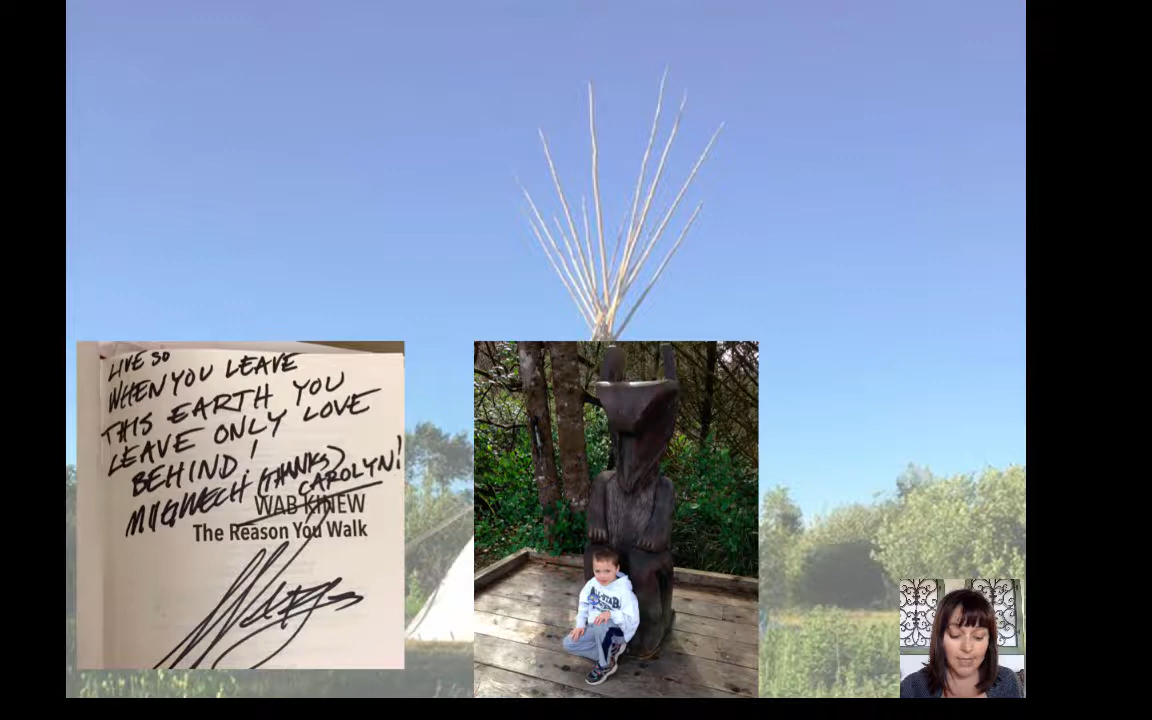 LIVE SO
WHEN YOU LEAVE
THIS EARTH YOU
LEAVE ONLY LOVE
BEHIND!
MIIGWECH (THANKS)
CAROLYN!
WAB KINEW
The Reason You Walk